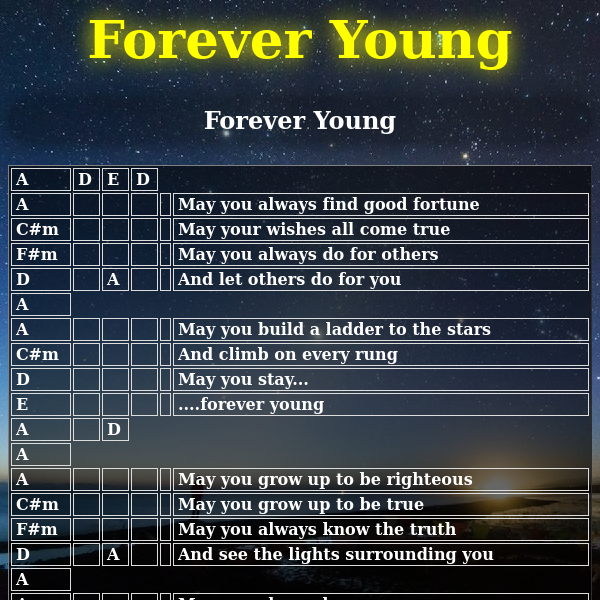 Forever Young
Forever Young
A D E D
A May you always find good fortune
C#m May your wishes all come true
F#m May you always do for others
D A And let others do for you
A
A May you build a ladder to the stars
C#m And climb on every rung
D May you stay...
E ....forever young
A D
A
A May you grow up to be righteous
C#m May you grow up to be true
F#m May you always know the truth
D A And see the lights surrounding you
A